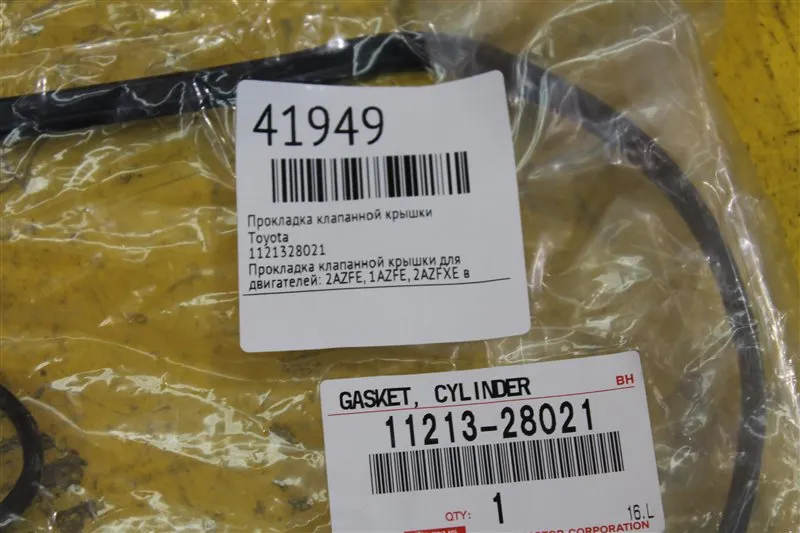 41949
Прокладка клапанной крышки
Toyota
1121328021
Прокладка клапанной крышки для
двигателей: 2AZFE, 1AZFE, 2AZFXE в
GASKET, CYLINDER
BH
11213-28021
QTY: 1
16.L
CORPORATION